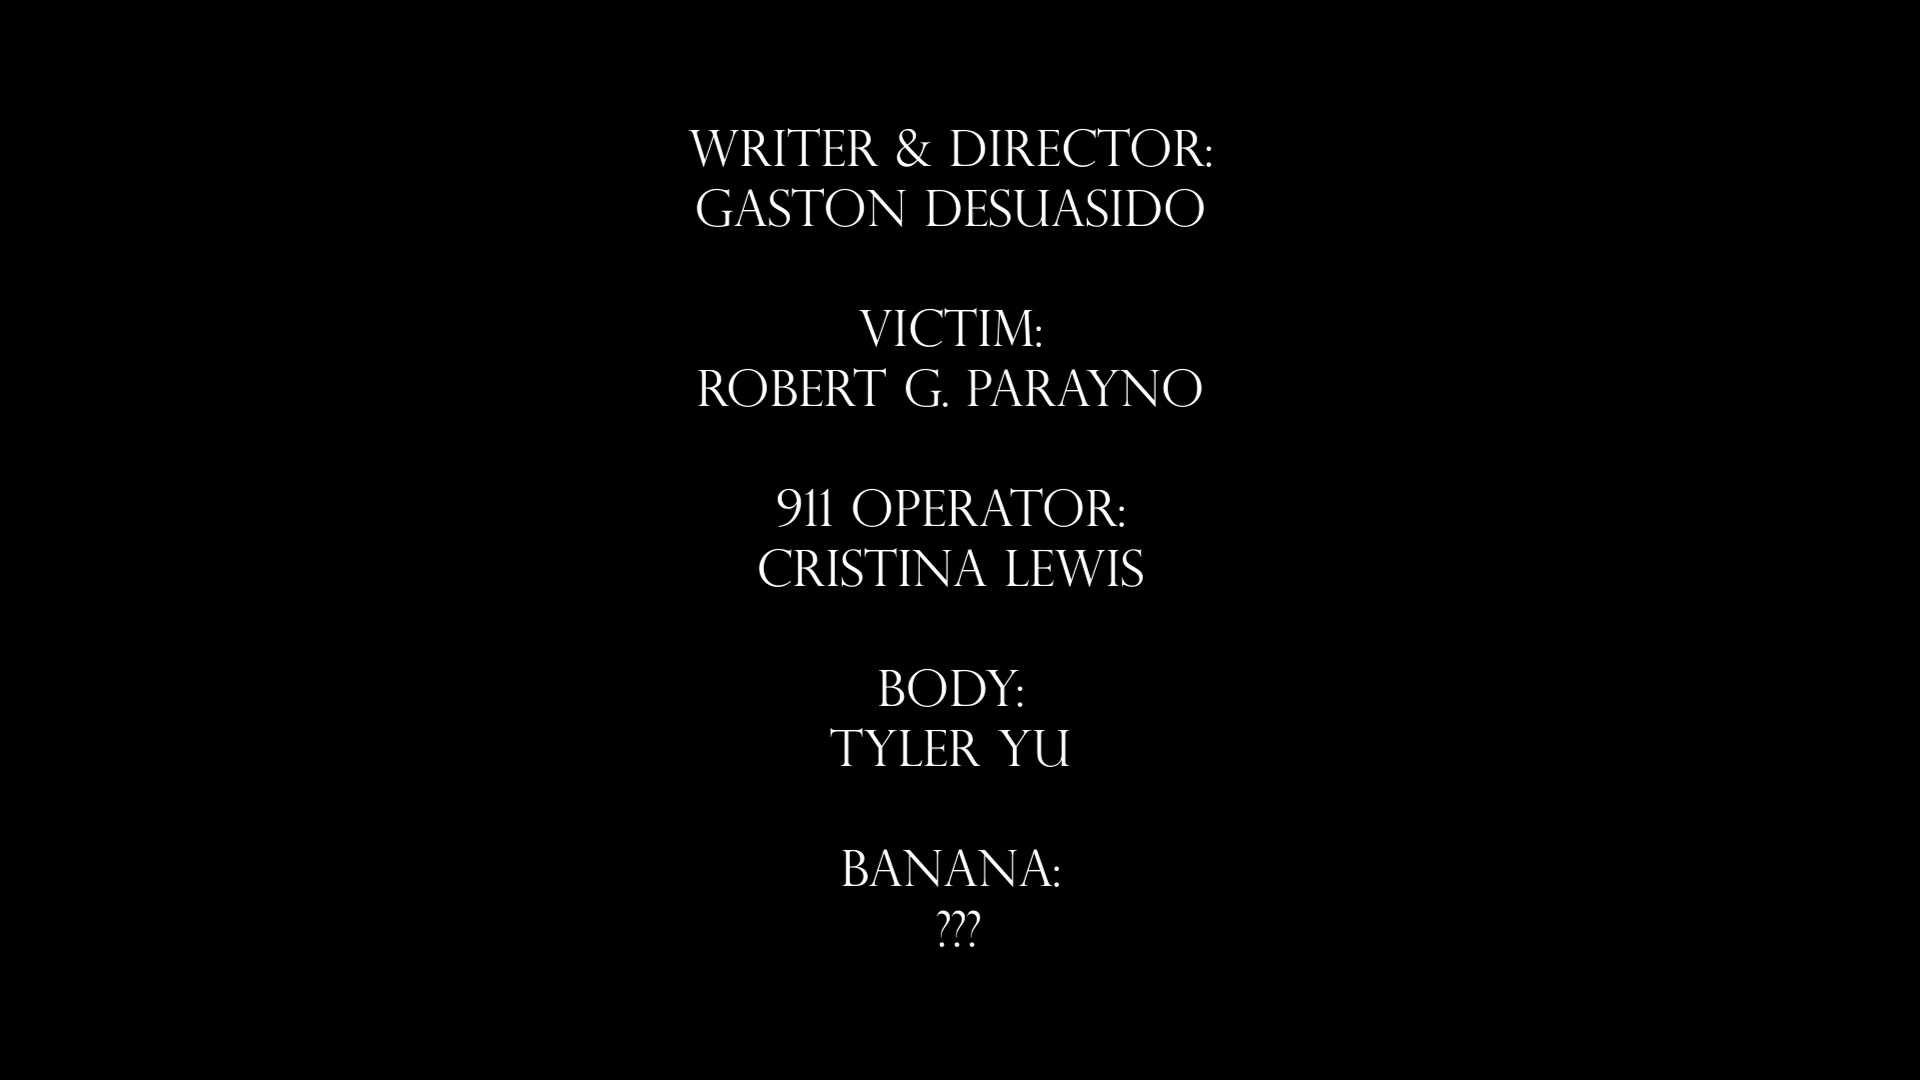 WRITER & DIRECTOR:
GASTON DESUASIDO
VICTIM:
ROBERT G. PARAYNO
911 OPERATOR:
CRISTINA LEWIS
BODY:
TYLER YU
BANANA:
???